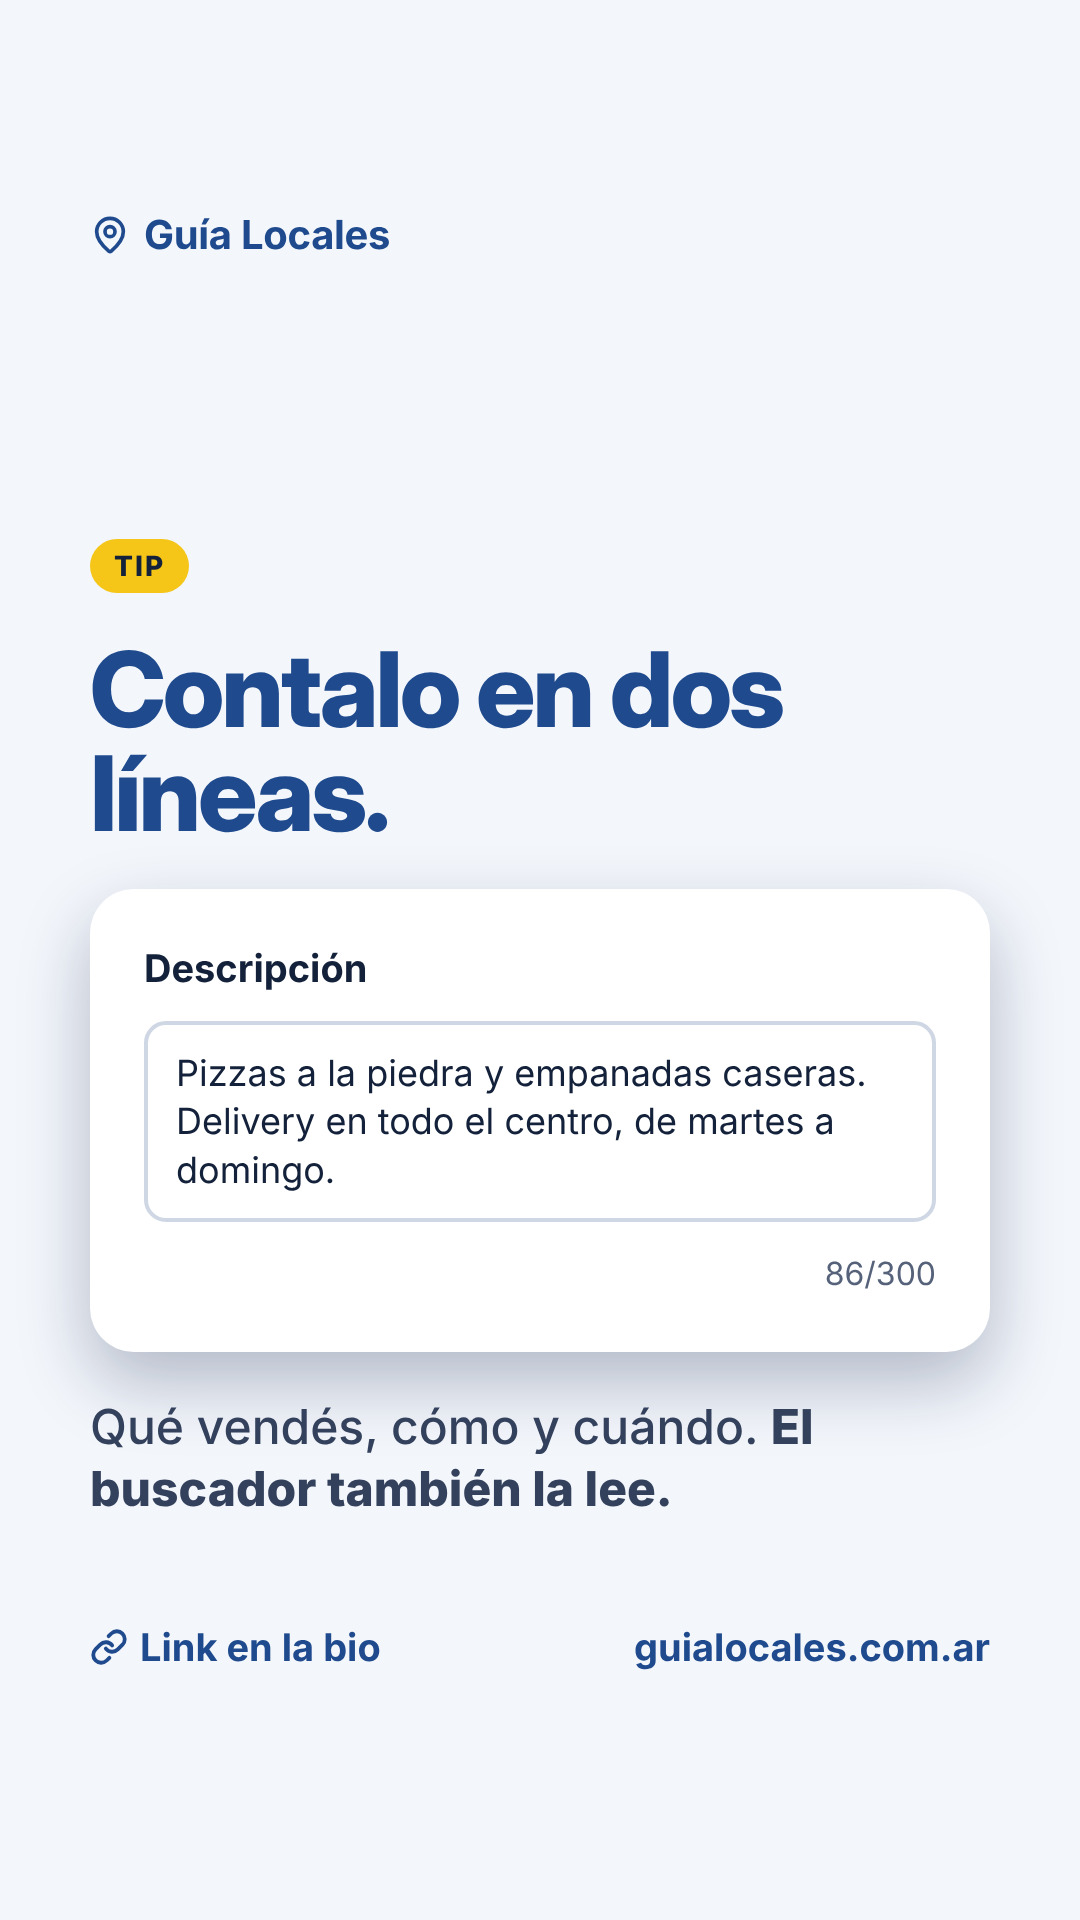 Guía Locales
TIP
Contalo en dos
líneas.
Descripción
Pizzas a la piedra y empanadas caseras.
Delivery en todo el centro, de martes a
domingo.
86/300
Qué vendés, cómo y cuándo. El
buscador también la lee.
Link en la bio
guialocales.com.ar